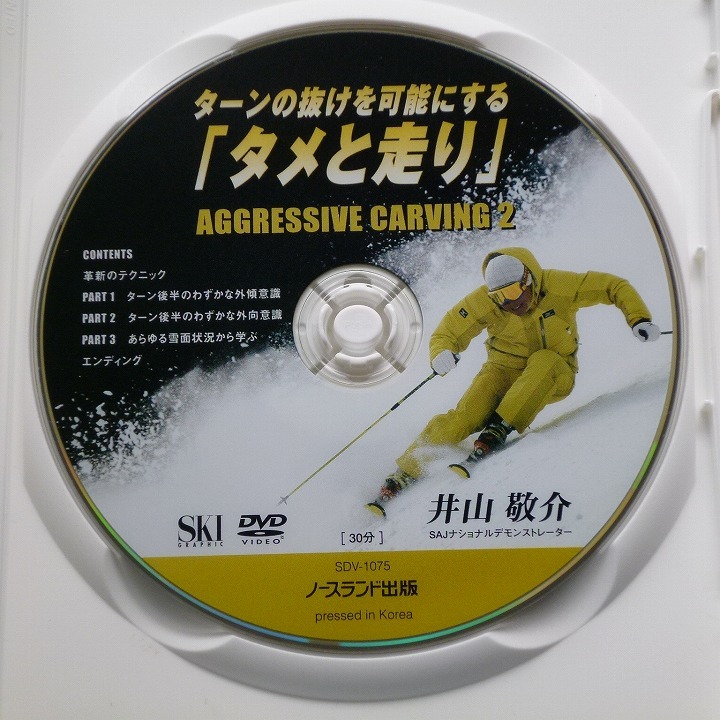 ターンの抜けを可能にする
「タメと走り」
AGGRESSIVE CARVING 2
CONTENTS
革新のテクニック
PART 1 ターン後半のわずかな外傾意識
PART 2 ターン後半のわずかな外向意識
PART 3 あらゆる雪面状況から学ぶ
エンディング
SKI
GRAPHIC
DVD
VIDEO
[30分]
井山 敬介
SAJナショナルデモンストレーター
SDV-1075
ノースランド出版
pressed in Korea